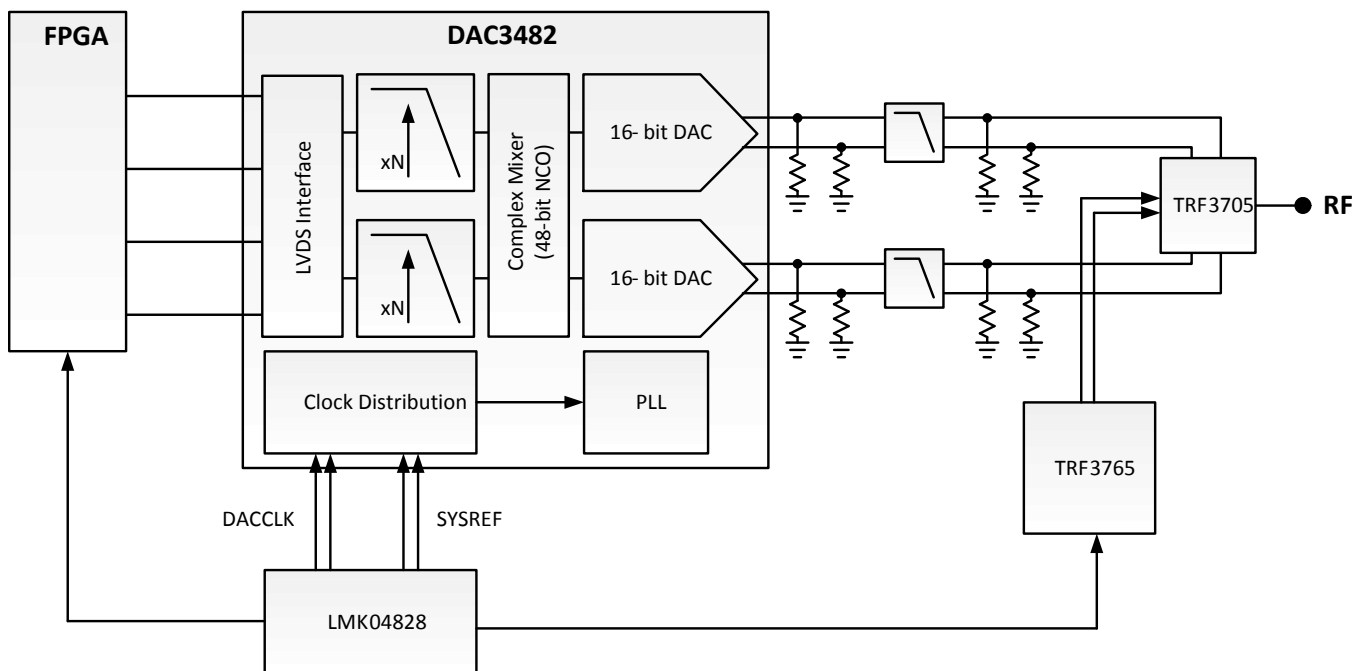 FPGA
DAC3482
LVDS Interface
xN
xN
Complex Mixer
(48-bit NCO)
16- bit DAC
16- bit DAC
TRF3705
RF
Clock Distribution
PLL
TRF3765
DACCLK
SYSREF
LMK04828